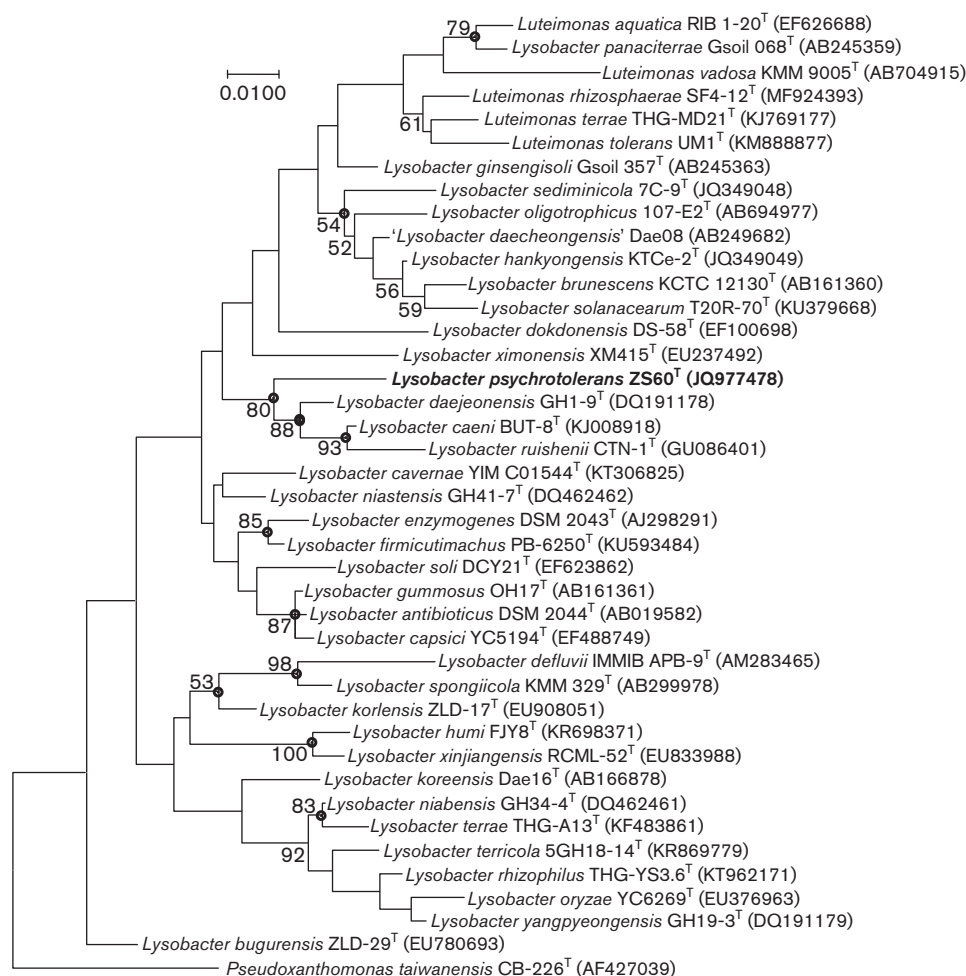 79
Luteimonas aquatica RIB 1-20ᵀ (EF626688)
Lysobacter panaciterrae Gsoil 068ᵀ (AB245359)
Luteimonas vadosa KMM 9005ᵀ (AB704915)
0.0100
Luteimonas rhizosphaerae SF4-12ᵀ (MF924393)
61
Luteimonas terrae THG-MD21ᵀ (KJ769177)
Luteimonas tolerans UM1ᵀ (KM888877)
Lysobacter ginsengisoli Gsoil 357ᵀ (AB245363)
Lysobacter sediminicola 7C-9ᵀ (JQ349048)
54
Lysobacter oligotrophicus 107-E2ᵀ (AB694977)
52
'Lysobacter daecheongensis' Dae08 (AB249682)
Lysobacter hankyongensis KTCe-2ᵀ (JQ349049)
56
Lysobacter brunescens KCTC 12130ᵀ (AB161360)
59
Lysobacter solanacearum T20R-70ᵀ (KU379668)
Lysobacter dokdonensis DS-58ᵀ (EF100698)
Lysobacter ximonensis XM415ᵀ (EU237492)
Lysobacter psychrotolerans ZS60ᵀ (JQ977478)
80
Lysobacter daejeonensis GH1-9ᵀ (DQ191178)
88
Lysobacter caeni BUT-8ᵀ (KJ008918)
93
Lysobacter ruishenii CTN-1ᵀ (GU086401)
Lysobacter cavernae YIM C01544ᵀ (KT306825)
Lysobacter niastensis GH41-7ᵀ (DQ462462)
85
Lysobacter enzymogenes DSM 2043ᵀ (AJ298291)
Lysobacter firmicutimachus PB-6250ᵀ (KU593484)
Lysobacter soli DCY21ᵀ (EF623862)
Lysobacter gummosus OH17ᵀ (AB161361)
Lysobacter antibioticus DSM 2044ᵀ (AB019582)
87
Lysobacter capsici YC5194ᵀ (EF488749)
98
Lysobacter defluvii IMMIB APB-9ᵀ (AM283465)
53
Lysobacter spongiicola KMM 329ᵀ (AB299978)
Lysobacter korlensis ZLD-17ᵀ (EU908051)
Lysobacter humi FJY8ᵀ (KR698371)
100
Lysobacter xinjiangensis RCML-52ᵀ (EU833988)
Lysobacter koreensis Dae16ᵀ (AB166878)
83
Lysobacter niabensis GH34-4ᵀ (DQ462461)
Lysobacter terrae THG-A13ᵀ (KF483861)
92
Lysobacter terricola 5GH18-14ᵀ (KR869779)
Lysobacter rhizophilus THG-YS3.6ᵀ (KT962171)
Lysobacter oryzae YC6269ᵀ (EU376963)
Lysobacter yangpyeongensis GH19-3ᵀ (DQ191179)
Lysobacter bugurensis ZLD-29ᵀ (EU780693)
Pseudoxanthomonas taiwanensis CB-226ᵀ (AF427039)